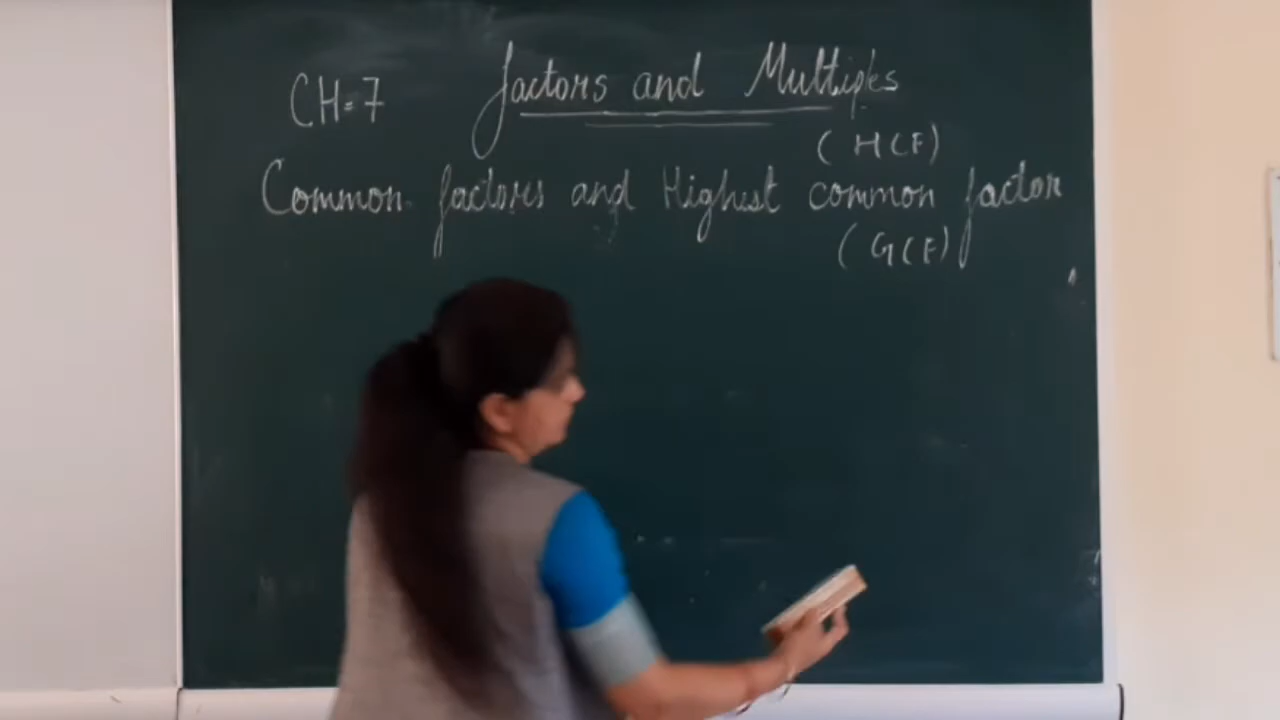 CH=7 Factors and Multiples
(HCF)
Common factors and Highest common factor
(GCF)